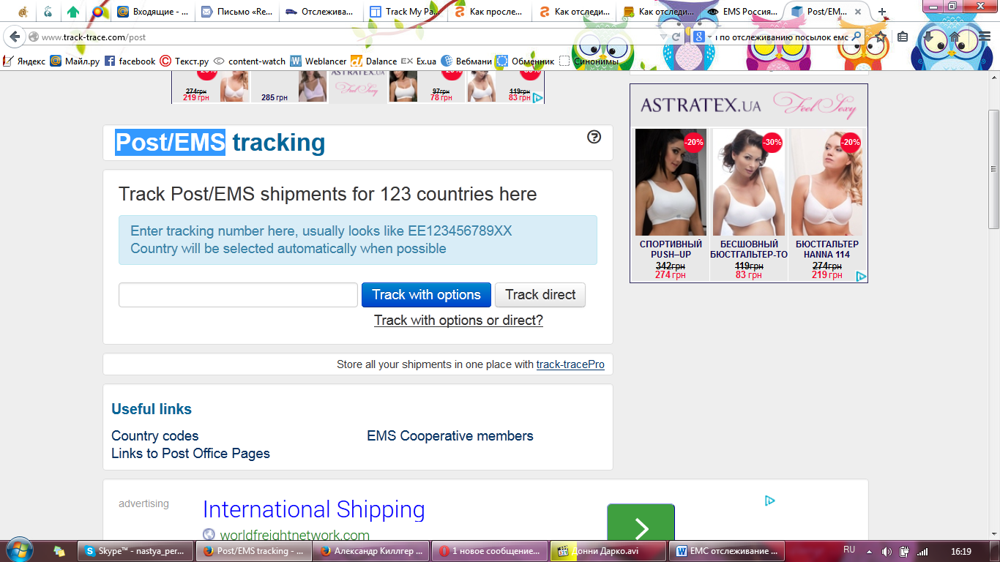 Входящие - ...
Письмо «Re...
Отслежива...
Track My Pa...
Как просле...
Как отследи...
Как отследи...
EMS Россия...
Post/EM...
www.track-trace.com/post
по отслеживанию посылок емс
Яндекс
Майл.ру
facebook
Текст.ру
content-watch
Weblancer
Dalance
EX Ex.ua
Вебмани
Обменник
Синонимы
274грн
219 грн
285 грн
ASTRATEX.UA
Feel Sexy
97грн
78 грн
119грн
83 грн
Post/EMS tracking
Track Post/EMS shipments for 123 countries here
Enter tracking number here, usually looks like EE123456789XX
Country will be selected automatically when possible
Track with options
Track direct
Track with options or direct?
Store all your shipments in one place with track-tracePro
Useful links
Country codes
EMS Cooperative members
Links to Post Office Pages
ASTRATEX.UA Feel Sexy
-20%
-30%
-20%
СПОРТИВНЫЙ
PUSH–UP
342грн
274 грн
БЕСШОВНЫЙ
БЮСТГАЛЬТЕР-ТО
119грн
83 грн
БЮСТГАЛЬТЕР
HANNA 114
274грн
219 грн
advertising
International Shipping
worldfreightnetwork.com
Skype™ - nastya_per...
Post/EMS tracking - ...
Александр Киллгер ...
1 новое сообщение...
Донни Дарко.avi
ЕМС отслеживание ...
RU
16:19